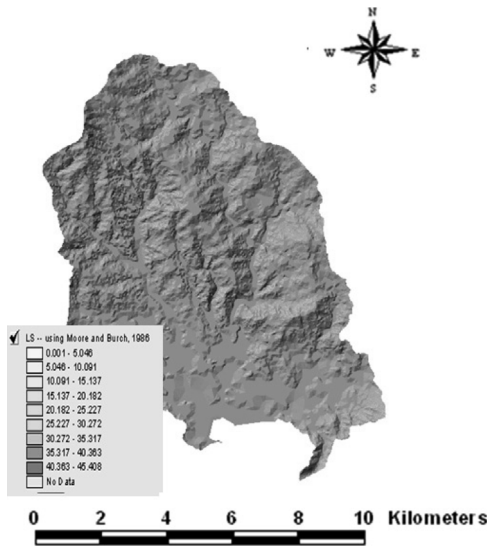 N
W E
S
LS -- using Moore and Burch, 1986
0.001 - 5.046
5.046 - 10.091
10.091 - 15.137
15.137 - 20.182
20.182 - 25.227
25.227 - 30.272
30.272 - 35.317
35.317 - 40.363
40.363 - 45.408
No Data
0 2 4 6 8 10 Kilometers